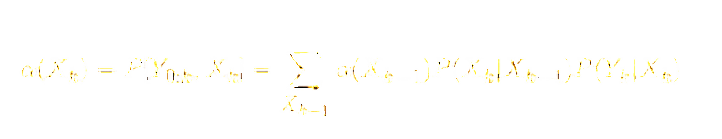 α(X_k) = P(Y_{0:k}, X_k) = ∑_{X_{k-1}} α(X_{k-1}) P(X_k|X_{k-1}) P(Y_k|X_k)